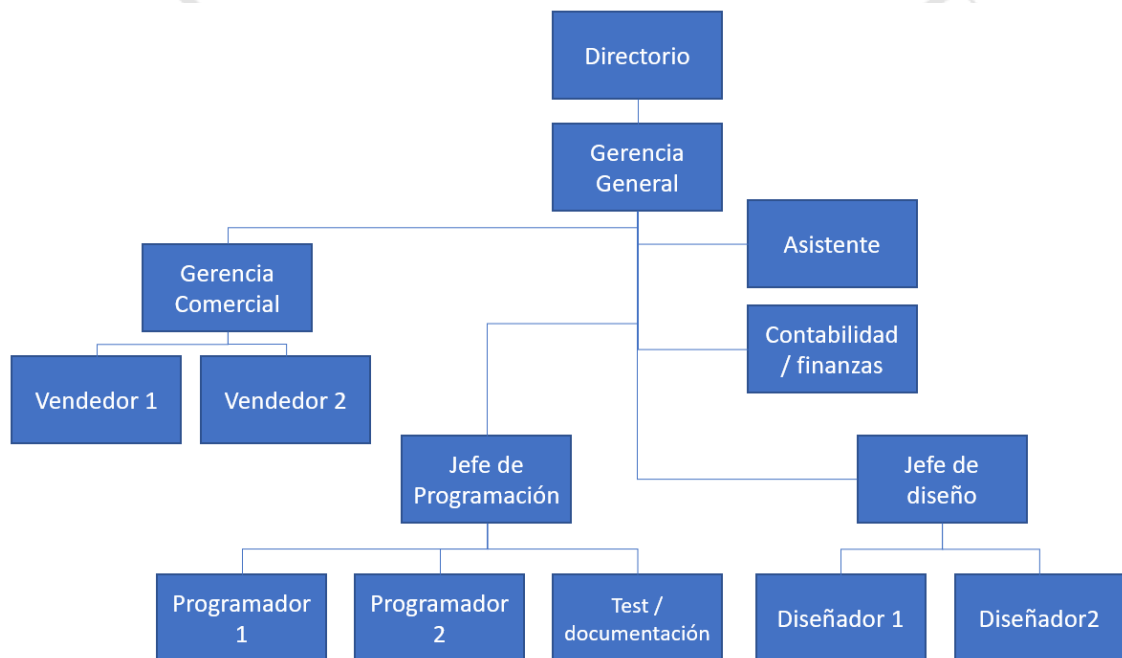 Directorio
Gerencia
General
Asistente
Gerencia
Comercial
Contabilidad
/ finanzas
Vendedor 1
Vendedor 2
Jefe de
Programación
Jefe de
diseño
Programador
1
Programador
2
Test /
documentación
Diseñador 1
Diseñador2